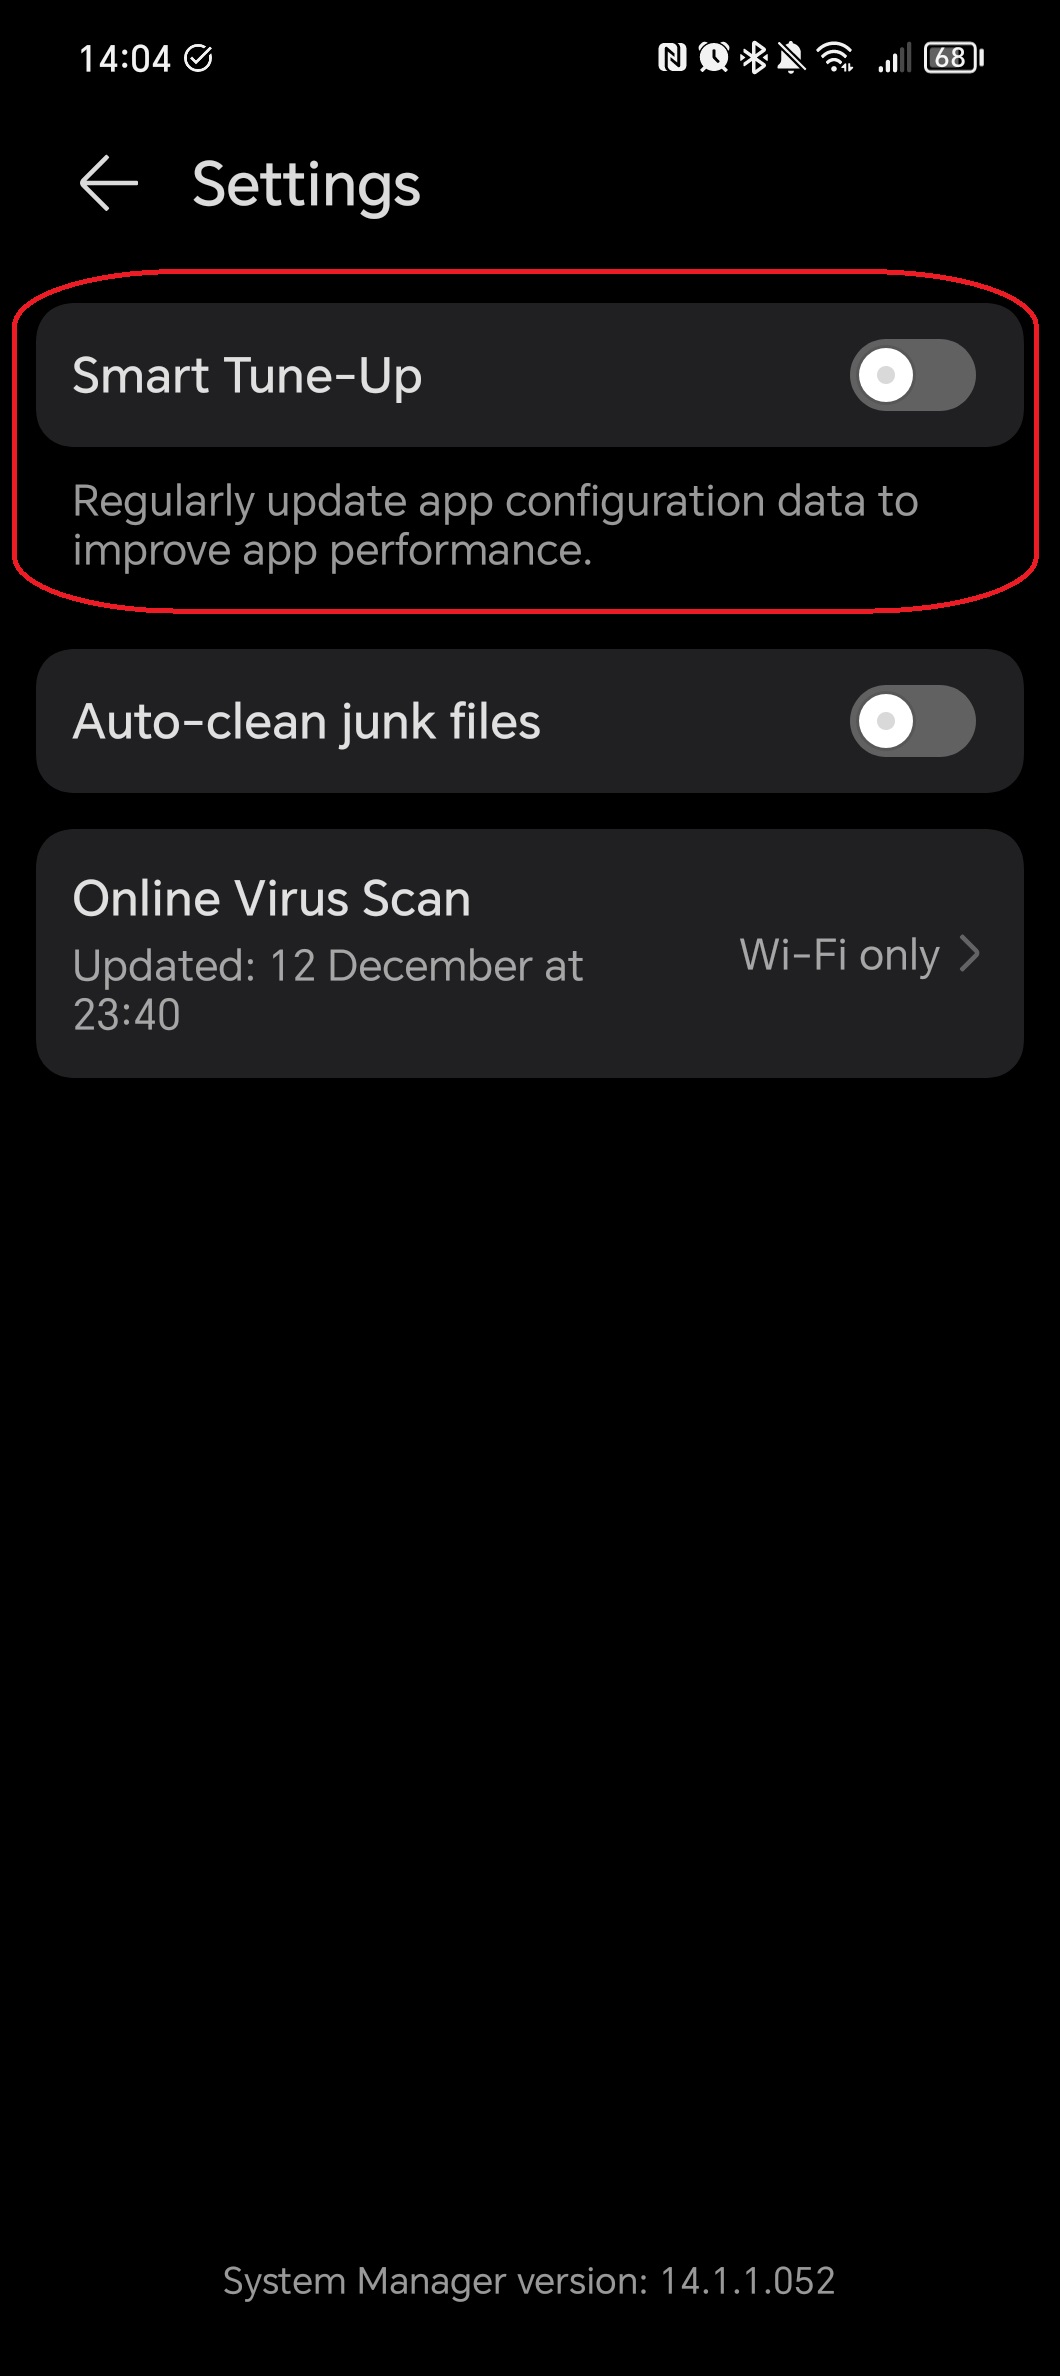 14:04
68
Settings
Smart Tune-Up
Regularly update app configuration data to
improve app performance.
Auto-clean junk files
Online Virus Scan
Updated: 12 December at
23:40
Wi-Fi only
System Manager version: 14.1.1.052